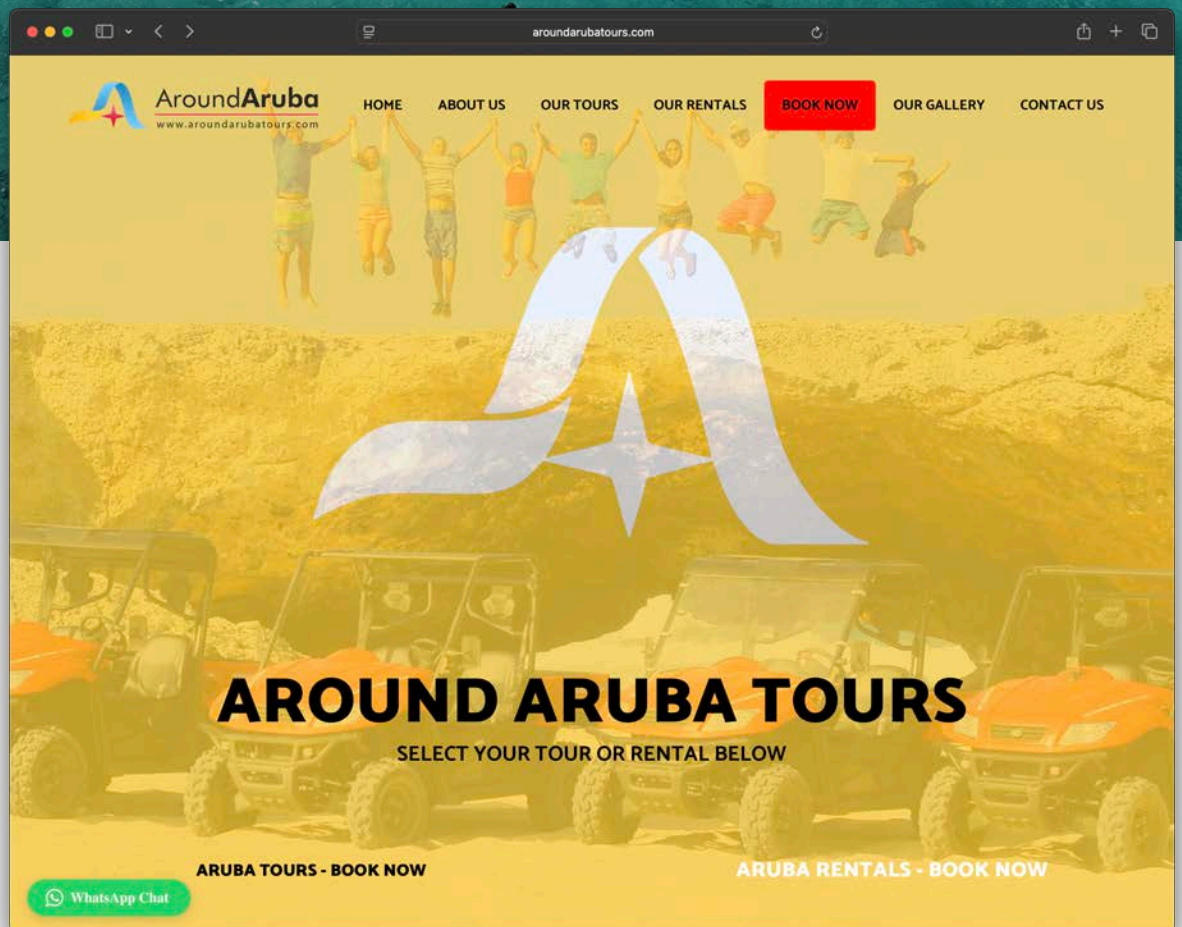 aroundarubatours.com
AroundAruba
www.aroundarubatours.com
HOME
ABOUT US
OUR TOURS
OUR RENTALS
BOOK NOW
OUR GALLERY
CONTACT US
AROUND ARUBA TOURS
SELECT YOUR TOUR OR RENTAL BELOW
ARUBA TOURS - BOOK NOW
ARUBA RENTALS - BOOK NOW
WhatsApp Chat